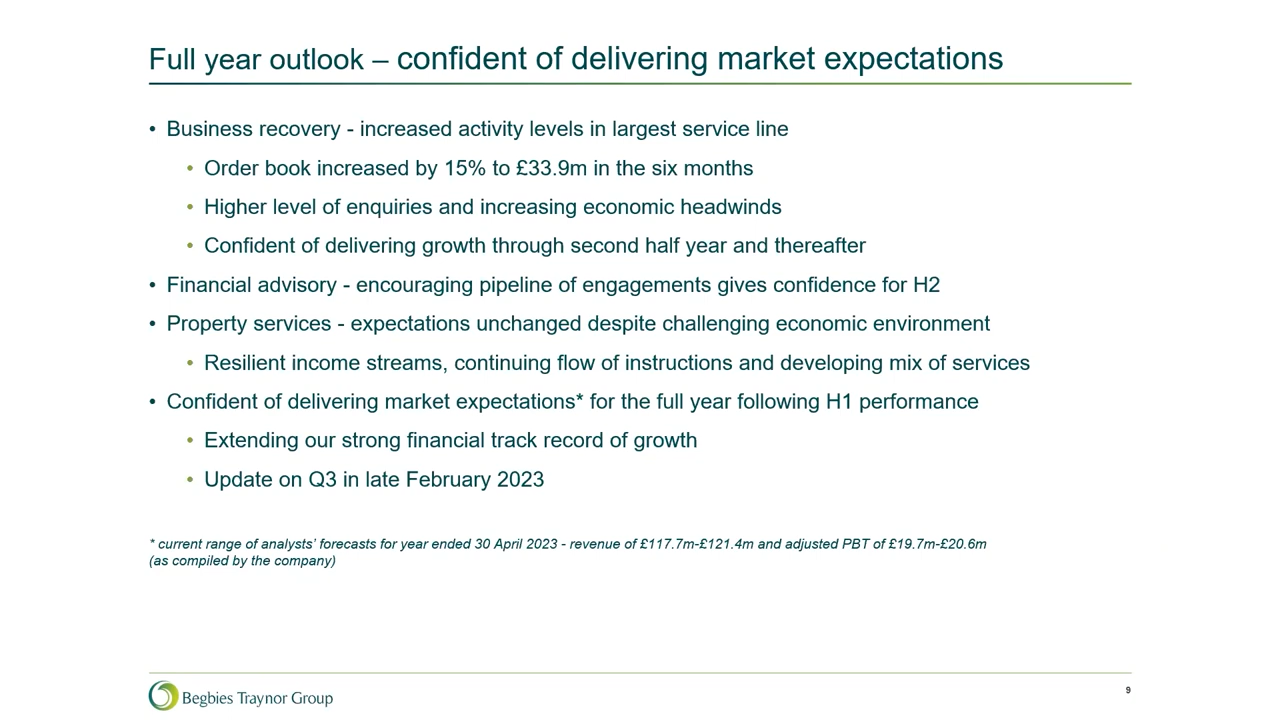 Full year outlook – confident of delivering market expectations
• Business recovery - increased activity levels in largest service line
• Order book increased by 15% to £33.9m in the six months
• Higher level of enquiries and increasing economic headwinds
• Confident of delivering growth through second half year and thereafter
• Financial advisory - encouraging pipeline of engagements gives confidence for H2
• Property services - expectations unchanged despite challenging economic environment
• Resilient income streams, continuing flow of instructions and developing mix of services
• Confident of delivering market expectations* for the full year following H1 performance
• Extending our strong financial track record of growth
• Update on Q3 in late February 2023
* current range of analysts’ forecasts for year ended 30 April 2023 - revenue of £117.7m-£121.4m and adjusted PBT of £19.7m-£20.6m
(as compiled by the company)
Begbies Traynor Group
9